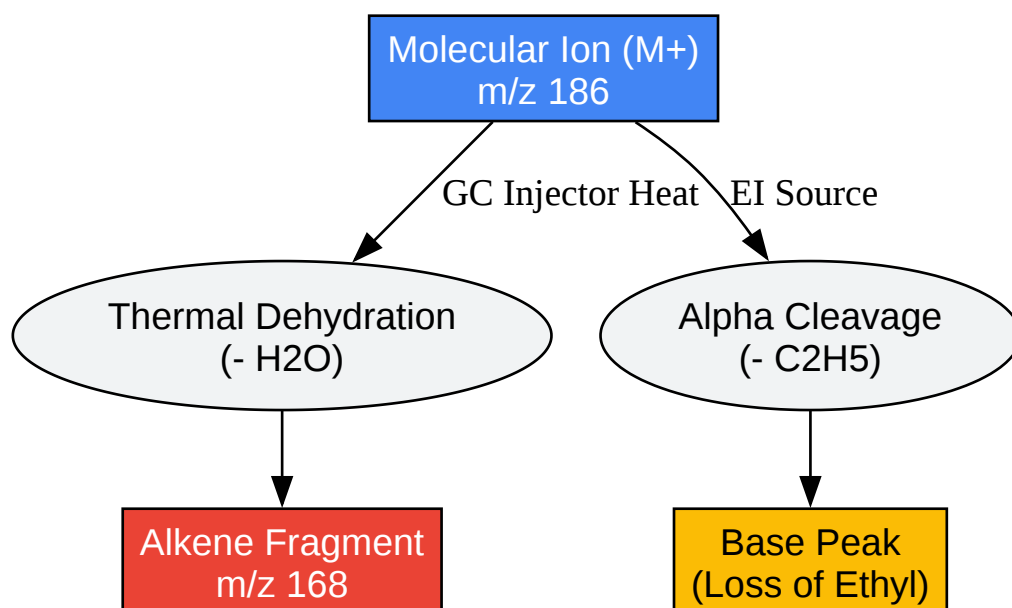 Molecular Ion (M+)
m/z 186
GC Injector Heat
EI Source
Thermal Dehydration
(- H2O)
Alpha Cleavage
(- C2H5)
Alkene Fragment
m/z 168
Base Peak
(Loss of Ethyl)